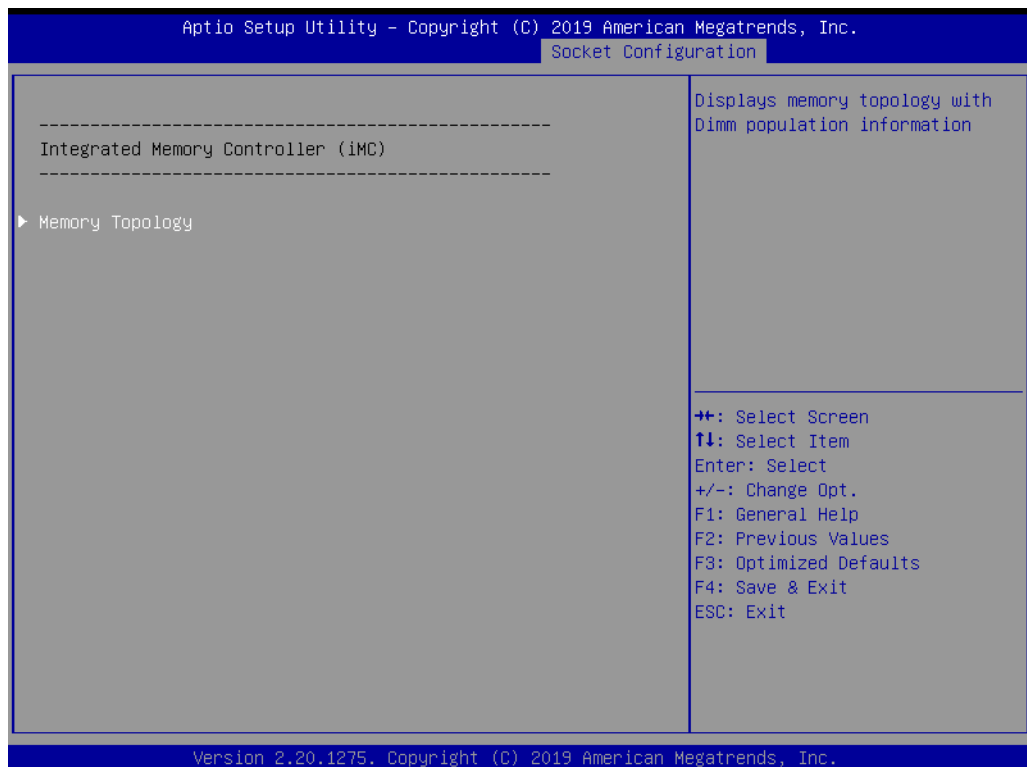 Aptio Setup Utility – Copyright (C) 2019 American Megatrends, Inc.
Socket Configuration
--------------------------------------------------
Integrated Memory Controller (iMC)
--------------------------------------------------
▶ Memory Topology
Displays memory topology with
Dimm population information
→←: Select Screen
↑↓: Select Item
Enter: Select
+/-: Change Opt.
F1: General Help
F2: Previous Values
F3: Optimized Defaults
F4: Save & Exit
ESC: Exit
Version 2.20.1275. Copyright (C) 2019 American Megatrends, Inc.